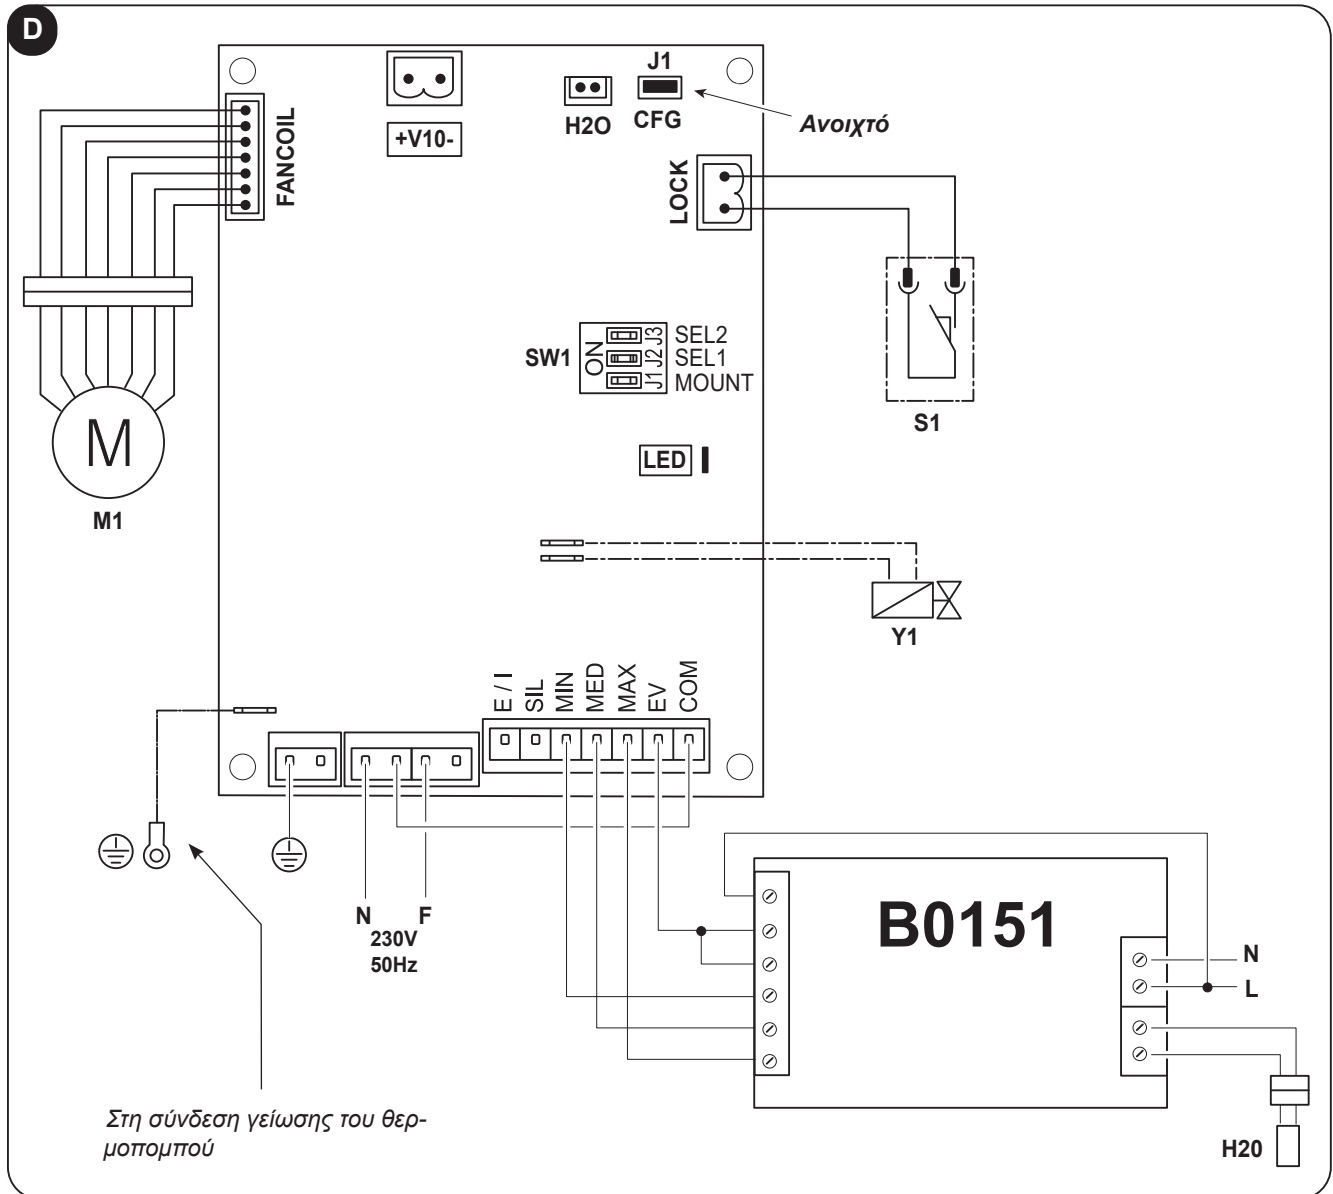 D
J1
H2O
CFG
Ανοιχτό
+V10-
FANCOIL
LOCK
SW1
ON
J3
SEL2
J2
SEL1
J1
MOUNT
S1
M
M1
LED
Y1
E / I
SIL
MIN
MED
MAX
EV
COM
N
F
230V
50Hz
B0151
N
L
Στη σύνδεση γείωσης του θερ-
μοπομπού
H20